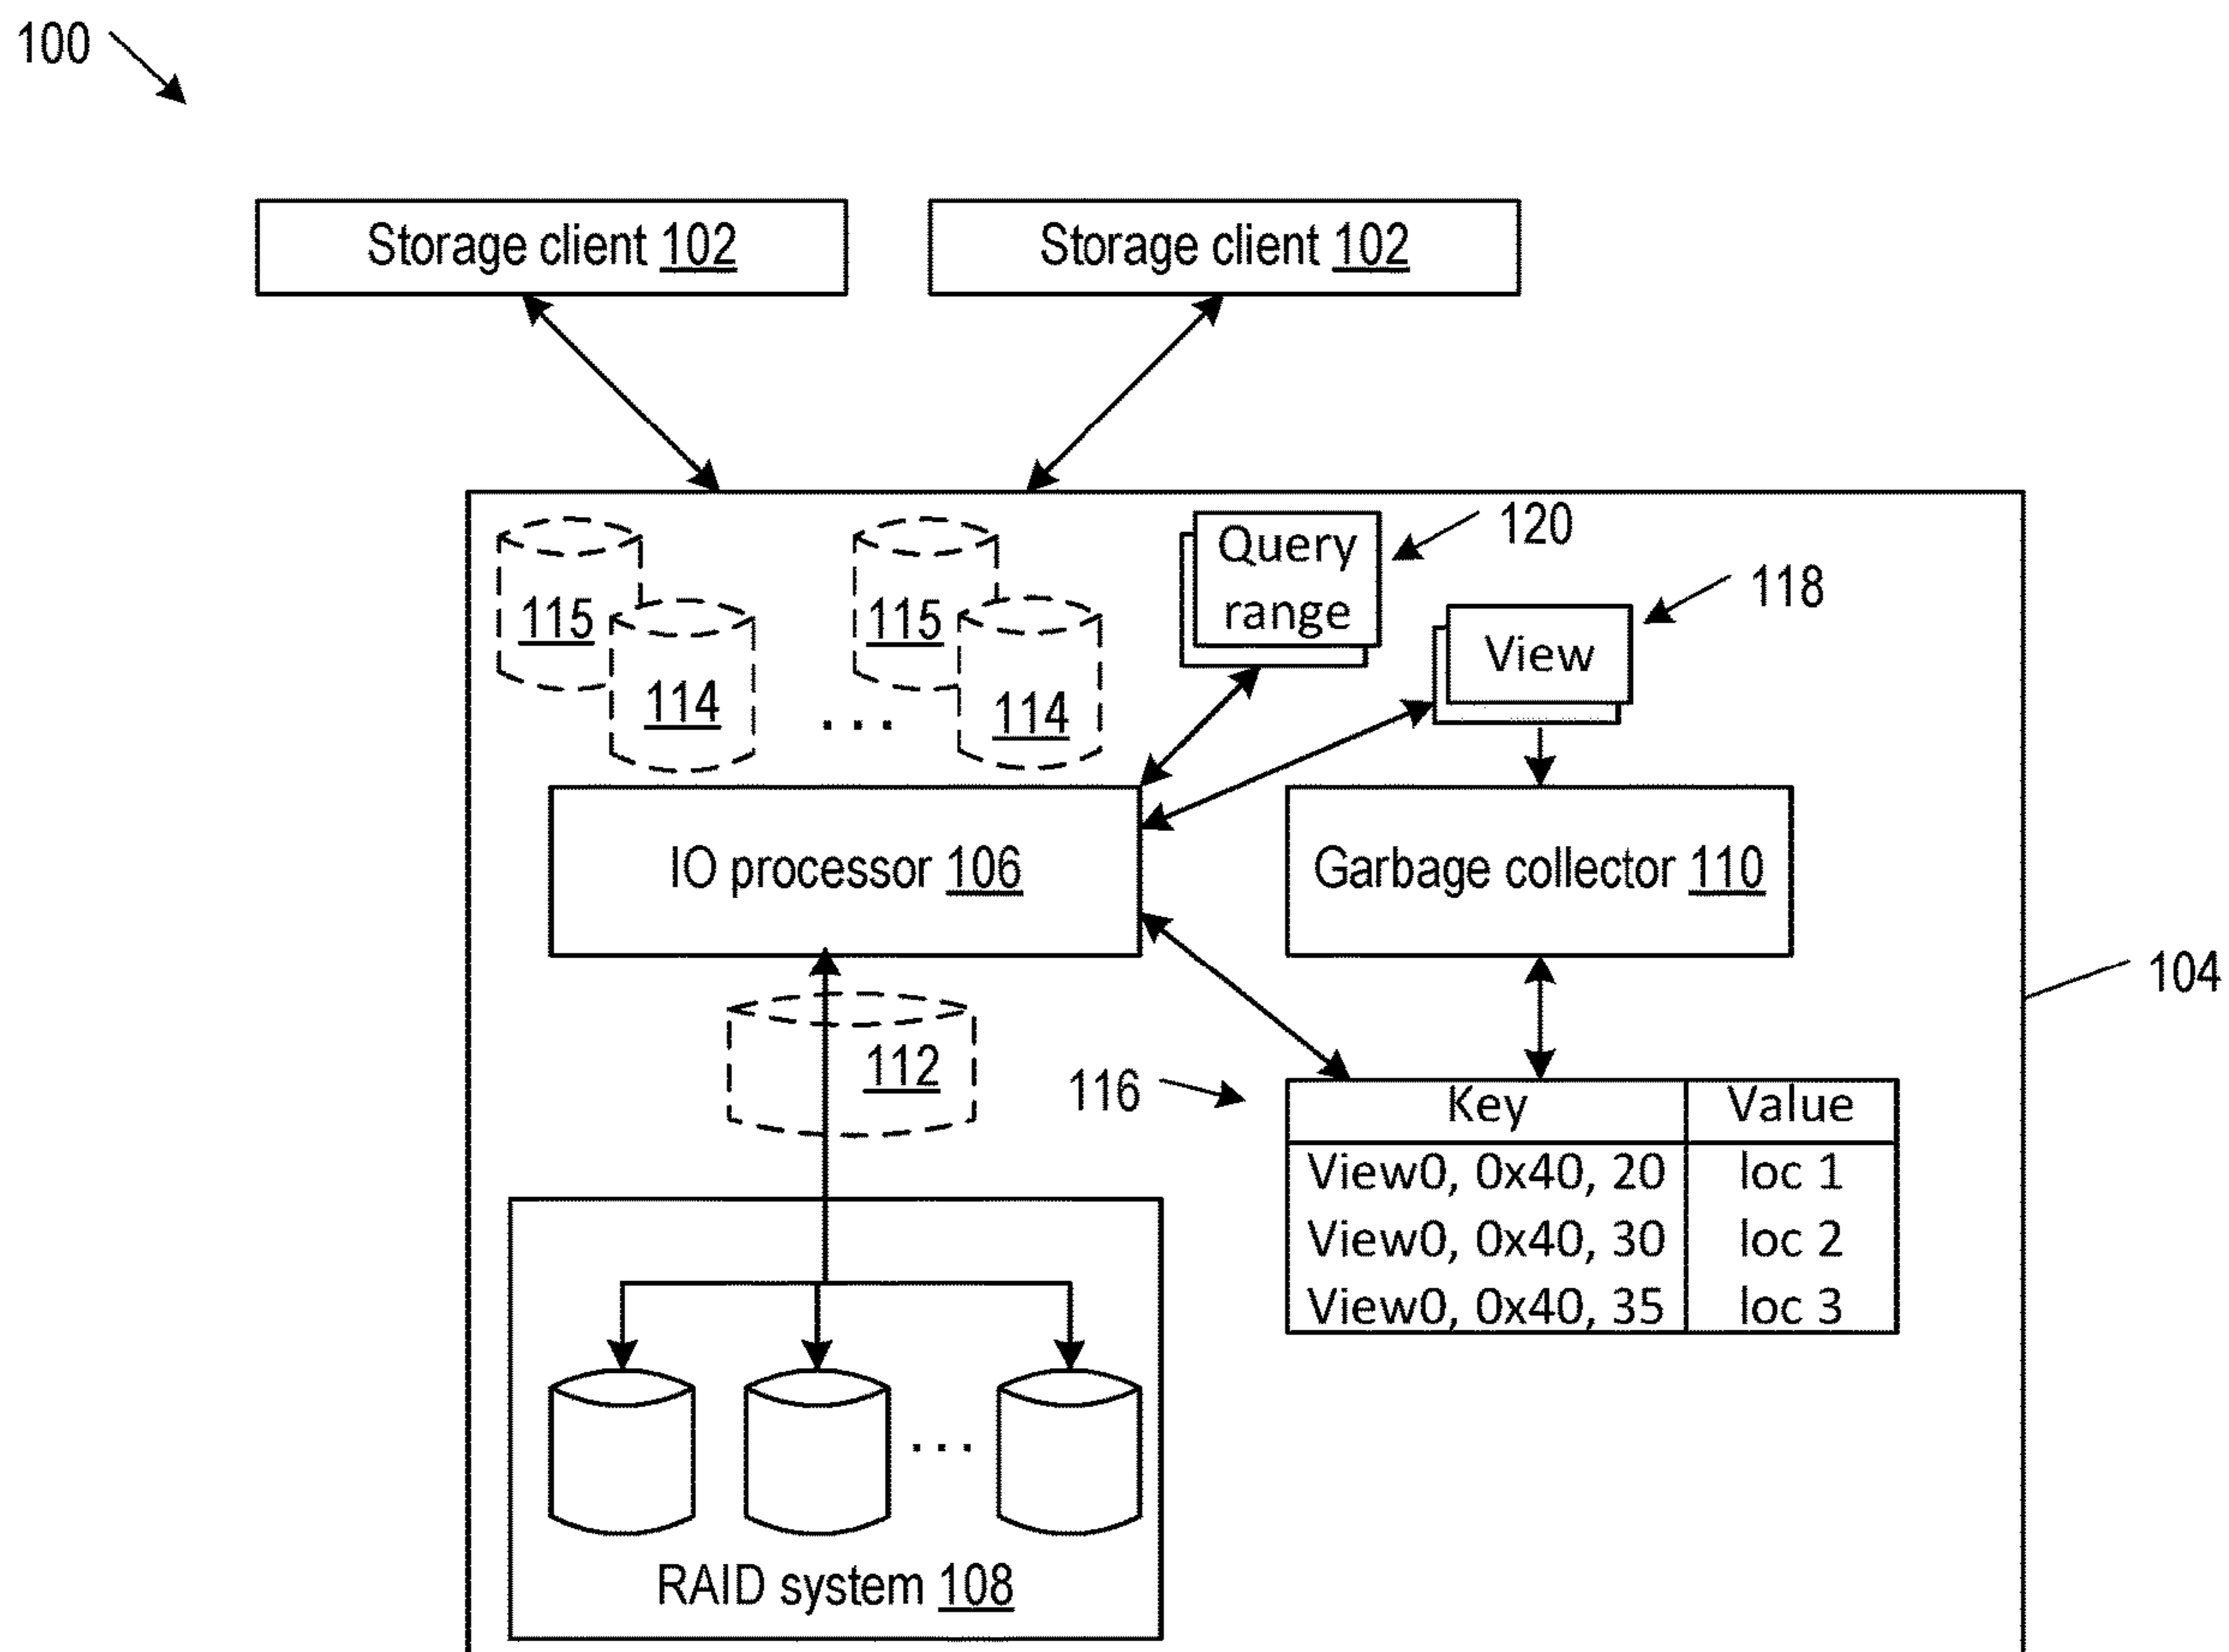 100
Storage client 102
Storage client 102
120
Query
range
118
View
115
115
114
114
...
IO processor 106
Garbage collector 110
104
112
116
Key Value
View0, 0x40, 20 loc 1
View0, 0x40, 30 loc 2
View0, 0x40, 35 loc 3
...
RAID system 108